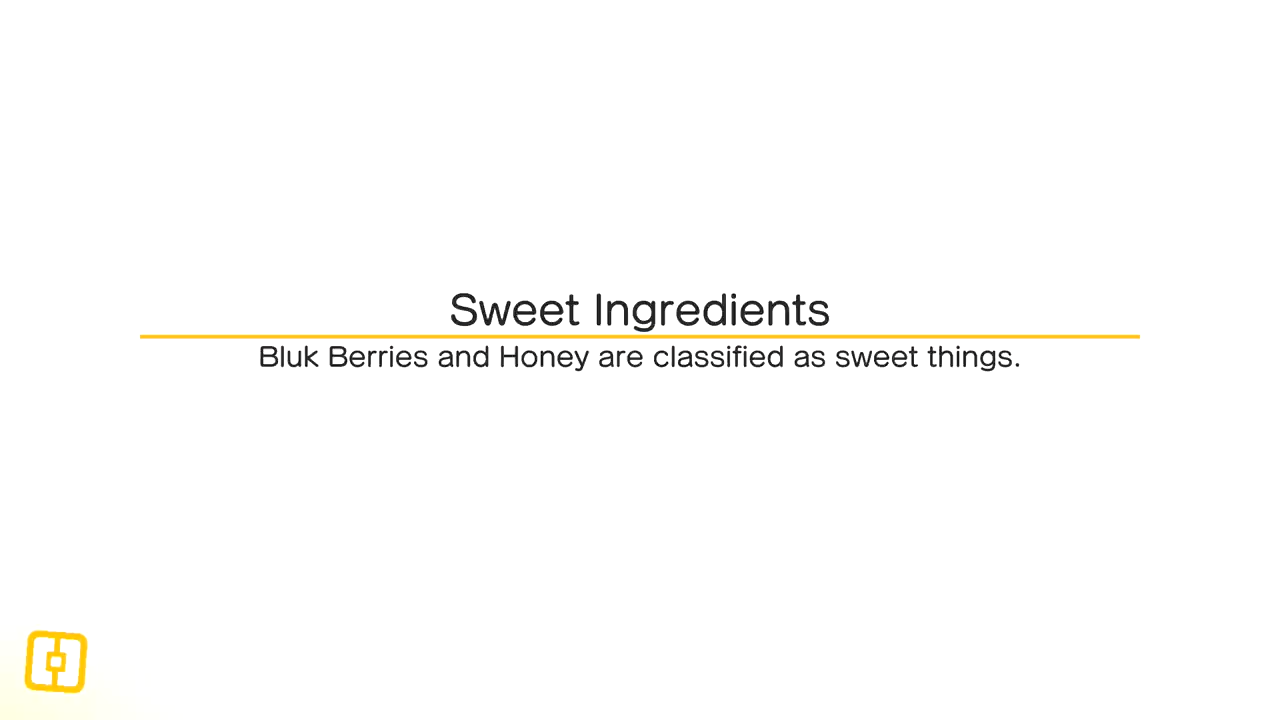 Sweet Ingredients
Bluk Berries and Honey are classified as sweet things.